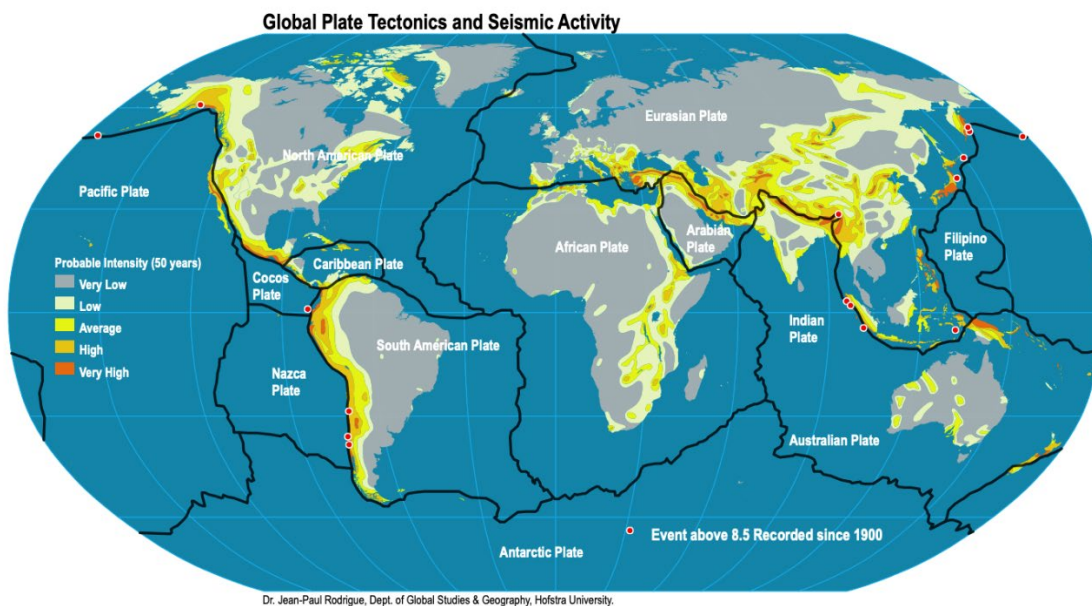 Global Plate Tectonics and Seismic Activity
Eurasian Plate
North American Plate
Pacific Plate
African Plate
Arabian
Plate
Filipino
Plate
Caribbean Plate
Cocos
Plate
Probable Intensity (50 years)
Very Low
Low
Average
High
Very High
Indian
Plate
South American Plate
Nazca
Plate
Australian Plate
Event above 8.5 Recorded since 1900
Antarctic Plate
Dr. Jean-Paul Rodrigue, Dept. of Global Studies & Geography, Hofstra University.